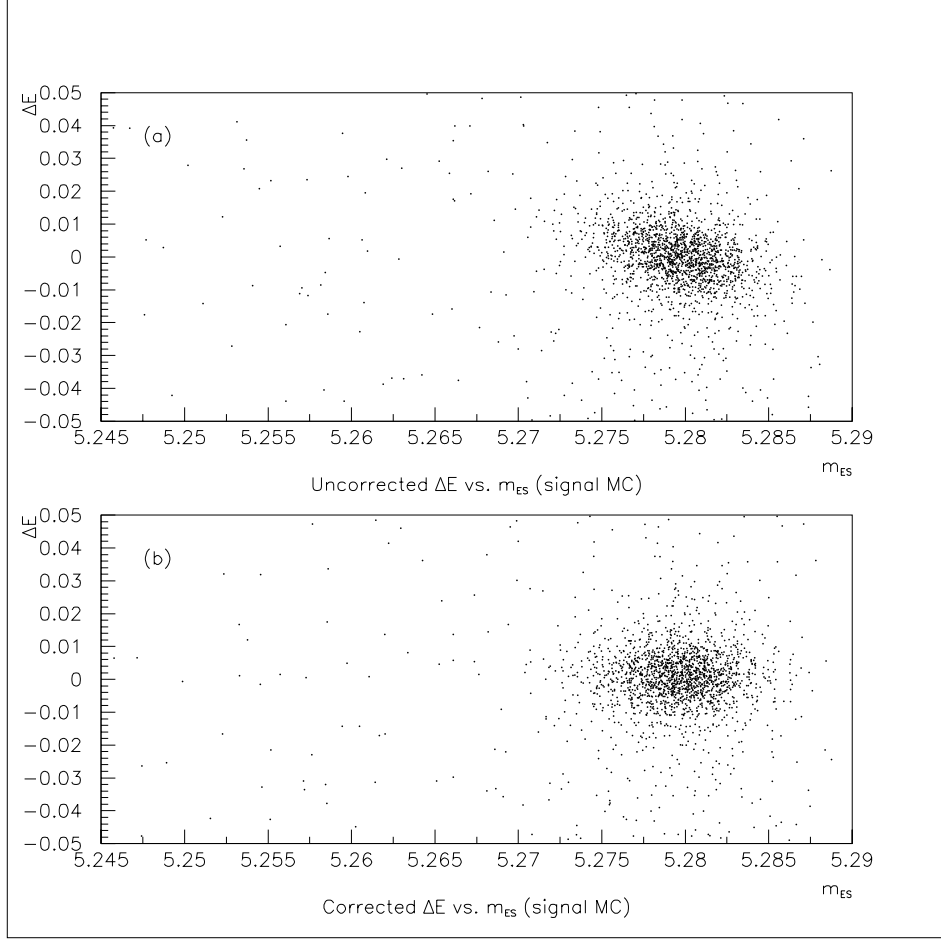 ΔE
0.05
0.04
0.03
0.02
0.01
0
−0.01
−0.02
−0.03
−0.04
−0.05
(a)
5.245 5.25 5.255 5.26 5.265 5.27 5.275 5.28 5.285 5.29
mES
Uncorrected ΔE vs. mES (signal MC)
ΔE
0.05
0.04
0.03
0.02
0.01
0
−0.01
−0.02
−0.03
−0.04
−0.05
(b)
5.245 5.25 5.255 5.26 5.265 5.27 5.275 5.28 5.285 5.29
mES
Corrected ΔE vs. mES (signal MC)